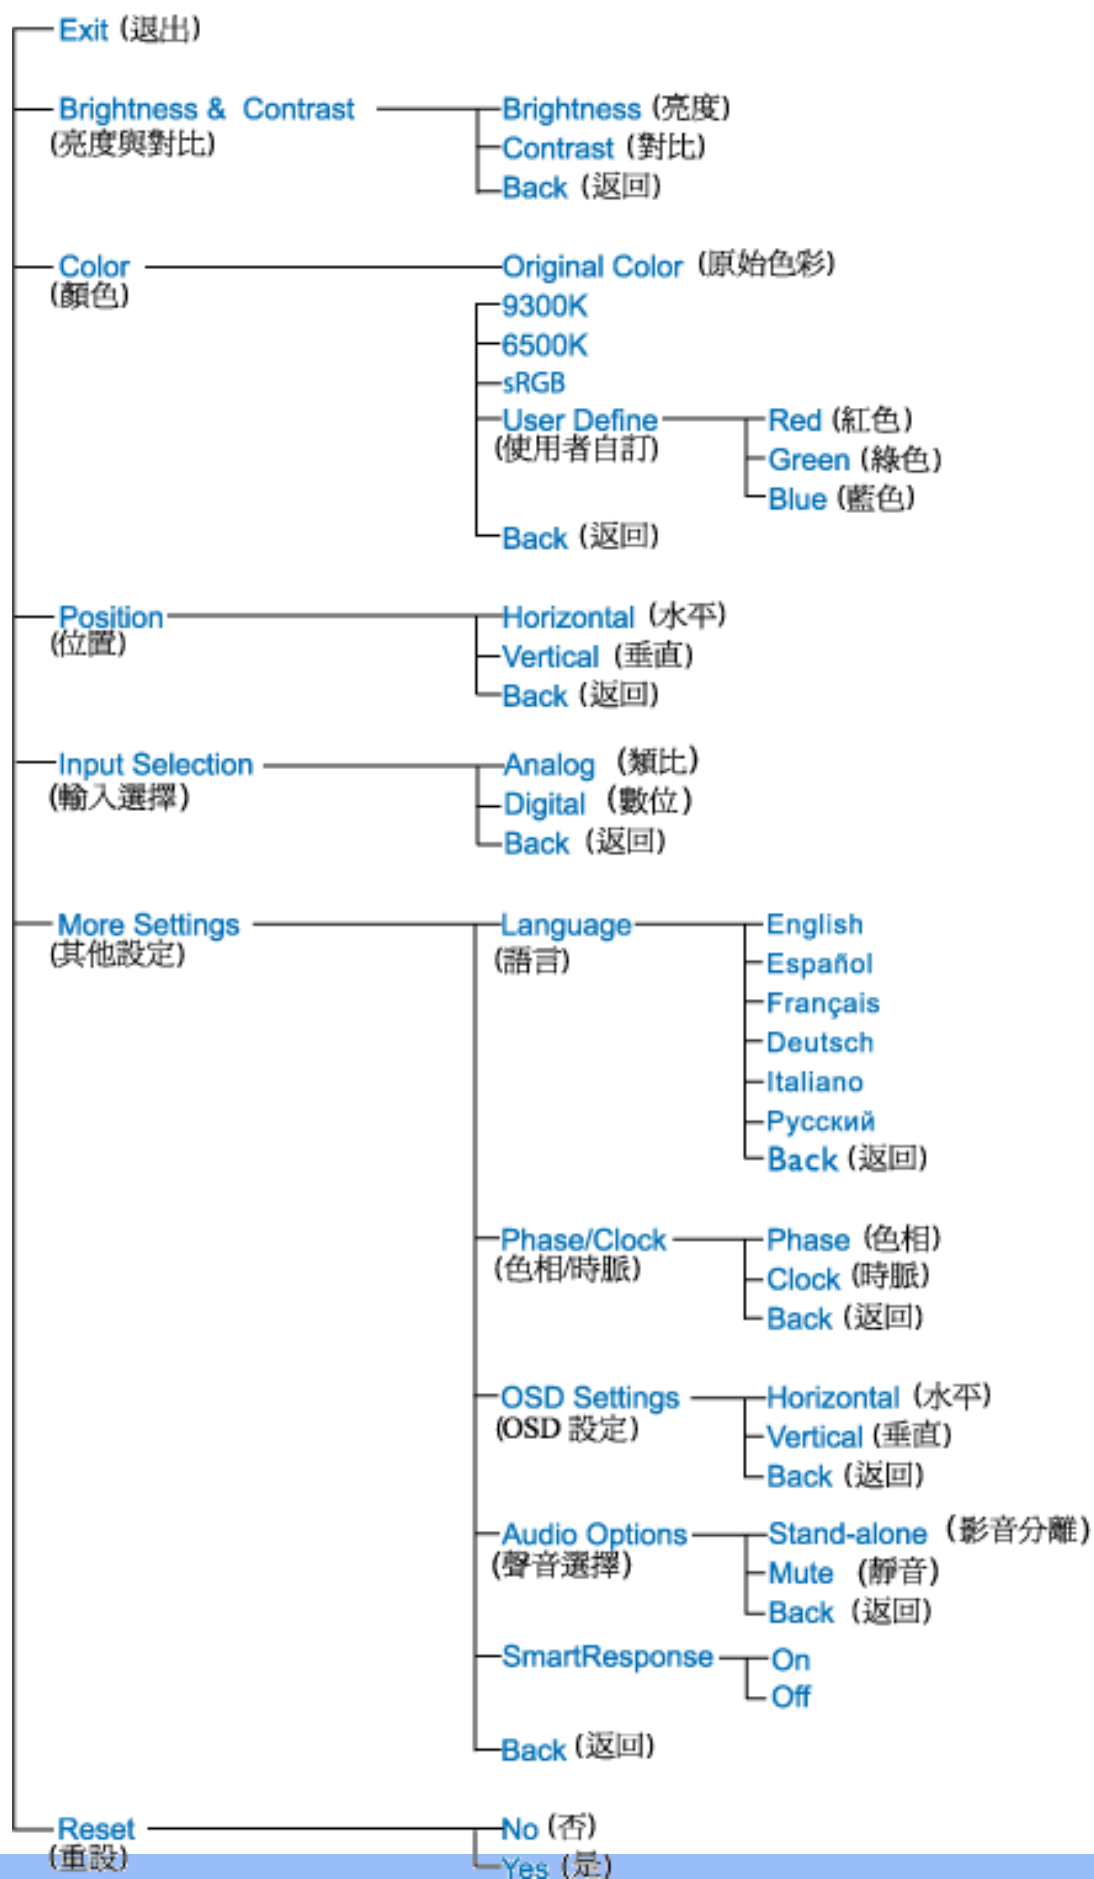 Exit (退出)
Brightness & Contrast
(亮度與對比)
Brightness (亮度)
Contrast (對比)
Back (返回)
Color
(顏色)
Original Color (原始色彩)
9300K
6500K
sRGB
User Define
(使用者自訂)
Red (紅色)
Green (綠色)
Blue (藍色)
Back (返回)
Position
(位置)
Horizontal (水平)
Vertical (垂直)
Back (返回)
Input Selection
(輸入選擇)
Analog (類比)
Digital (數位)
Back (返回)
More Settings
(其他設定)
Language
(語言)
English
Español
Français
Deutsch
Italiano
Русский
Back (返回)
Phase/Clock
(色相/時脈)
Phase (色相)
Clock (時脈)
Back (返回)
OSD Settings
(OSD 設定)
Horizontal (水平)
Vertical (垂直)
Back (返回)
Audio Options
(聲音選擇)
Stand-alone (影音分離)
Mute (靜音)
Back (返回)
SmartResponse
On
Off
Back (返回)
Reset
(重設)
No (否)
Yes (是)